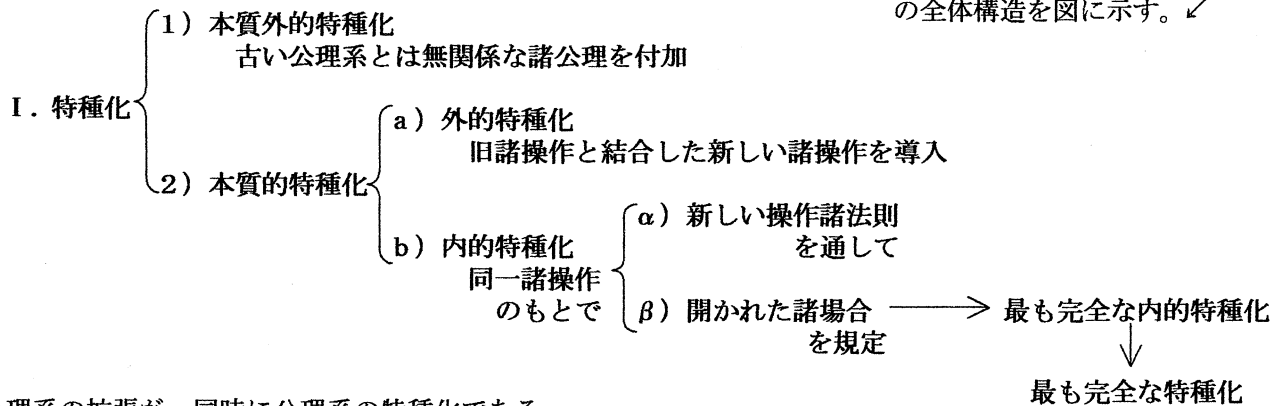 の全体構造を図に示す。↙
I．特種化
1）本質外的特種化
古い公理系とは無関係な諸公理を付加
2）本質的特種化
a）外的特種化
旧諸操作と結合した新しい諸操作を導入
b）内的特種化
同一諸操作
のもとで
α）新しい操作諸法則
を通して
β）開かれた諸場合
を規定
最も完全な内的特種化
最も完全な特種化
理系の拡張が、同時に公理系の特種化である